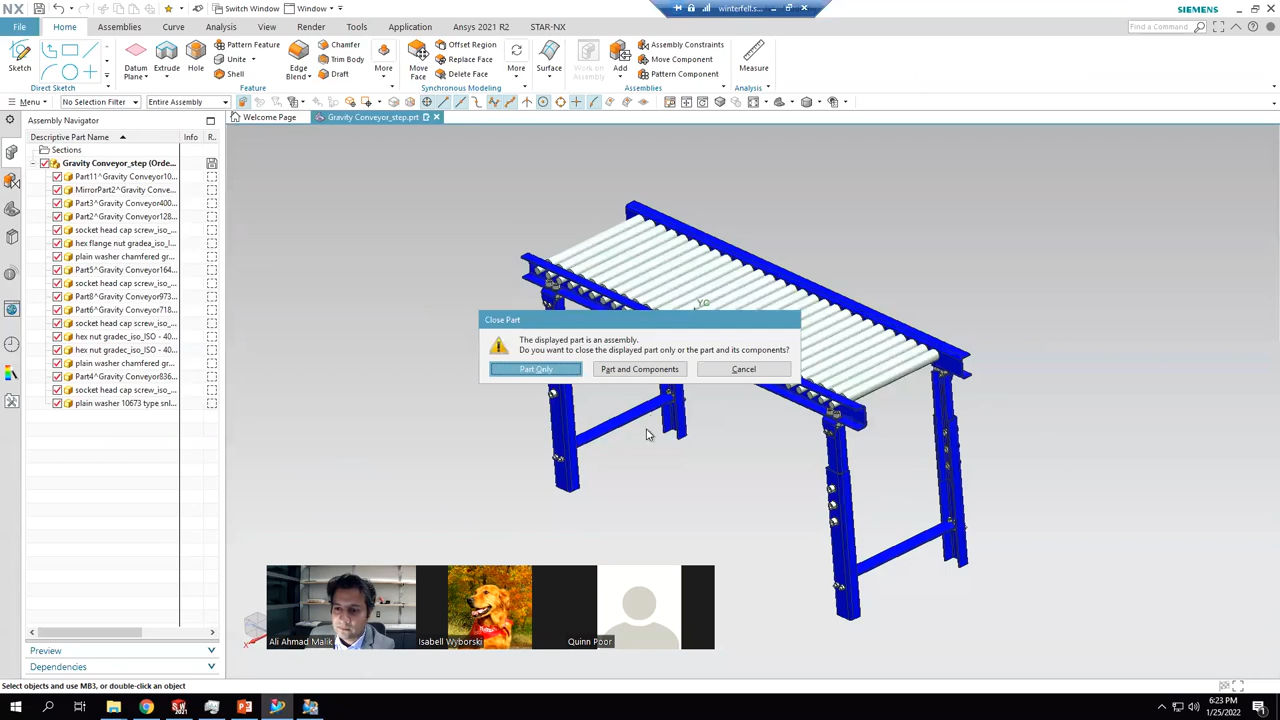 NX
Switch Window
Window
winterfell.s...
SIEMENS
File
Home
Assemblies
Curve
Analysis
View
Render
Tools
Application
Ansys 2021 R2
STAR-NX
Find a Command
Sketch
Direct Sketch
Datum
Plane
Extrude
Hole
Pattern Feature
Unite
Shell
Edge
Blend
Chamfer
Trim Body
Draft
More
Feature
Move
Face
Offset Region
Replace Face
Delete Face
More
Synchronous Modeling
Surface
Work on
Assembly
Add
Assembly Constraints
Move Component
Pattern Component
Assemblies
Measure
Analysis
Menu
No Selection Filter
Entire Assembly
Assembly Navigator
Welcome Page
Gravity Conveyor_step.prt
Descriptive Part Name
Info
R..
Sections
Gravity Conveyor_step (Orde...
Part11^Gravity Conveyor10...
MirrorPart2^Gravity Conve...
Part3^Gravity Conveyor400...
Part2^Gravity Conveyor128...
socket head cap screw_iso...
hex flange nut gradea_iso_I...
plain washer chamfered gr...
Part5^Gravity Conveyor164...
socket head cap screw_iso...
Part8^Gravity Conveyor973...
Part6^Gravity Conveyor718...
socket head cap screw_iso...
hex nut gradec_iso_ISO - 40...
hex nut gradec_iso_ISO - 40...
plain washer chamfered gr...
Part4^Gravity Conveyor836...
socket head cap screw_iso...
plain washer 10673 type snl...
YC
Close Part
The displayed part is an assembly.
Do you want to close the displayed part only or the part and its components?
Part Only
Part and Components
Cancel
X
Ali Ahmad Malik
Isabell Wyborski
Quinn Poor
Preview
Dependencies
Select objects and use MB3, or double-click an object
6:23 PM
1/25/2022